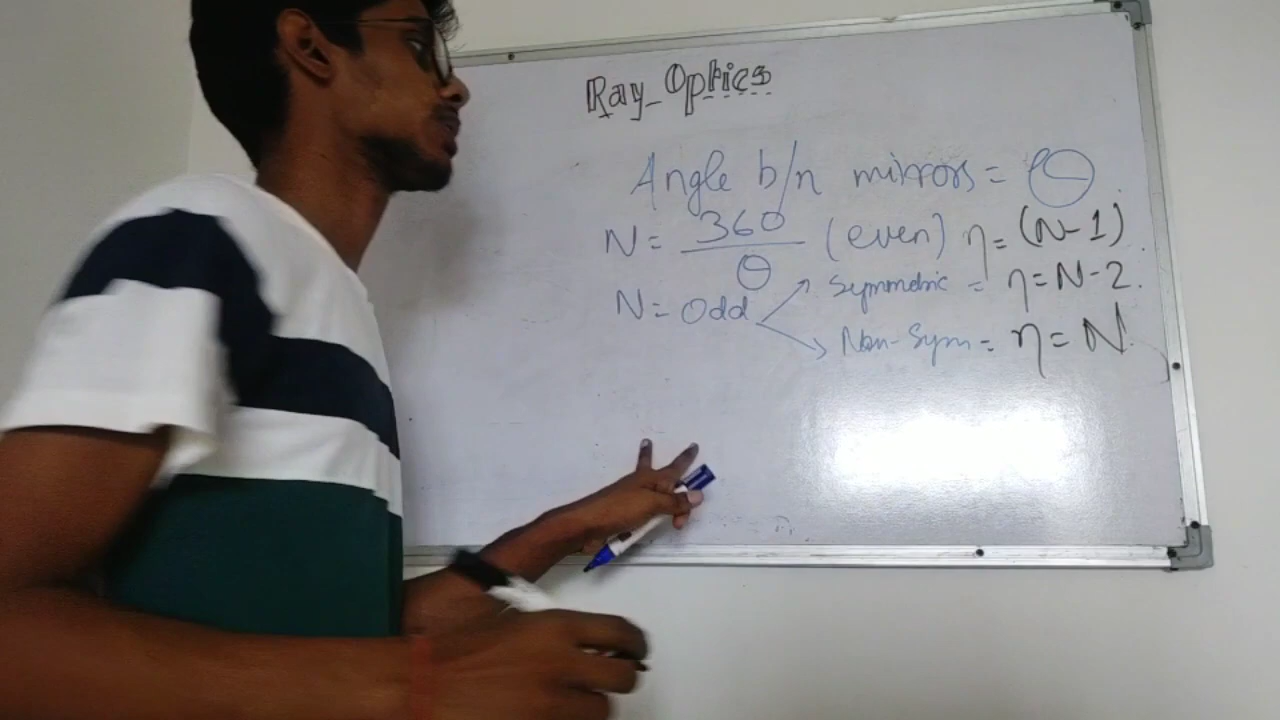 Ray_Optics
Angle b/n mirrors = θ
N = 360/θ (even) η = (N-1)
N = Odd
Symmetric = η = N-2.
Non-Sym = η = N.